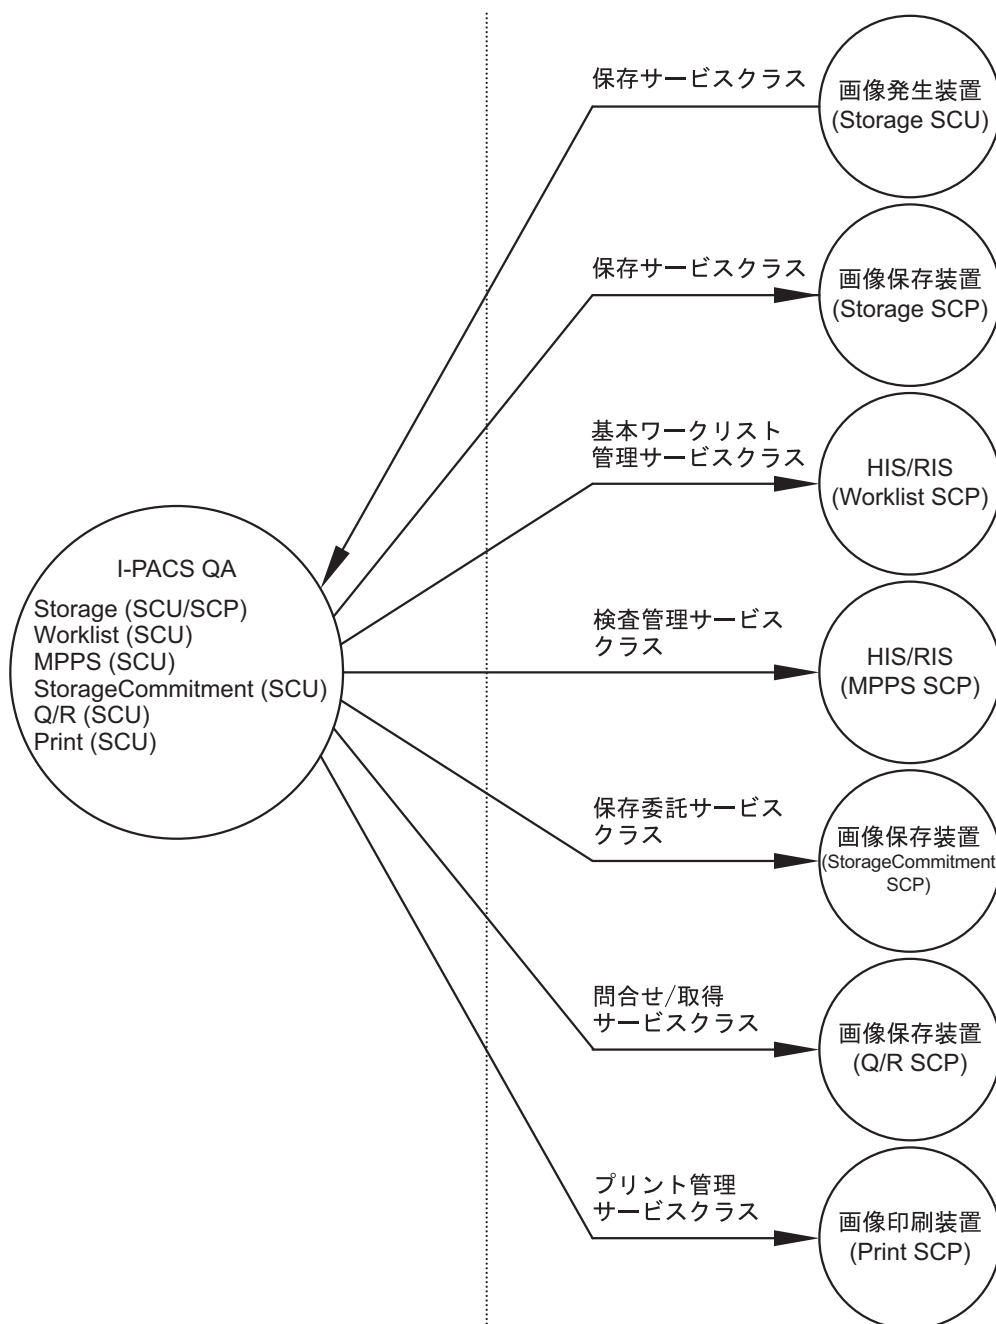 I-PACS QA
Storage (SCU/SCP)
Worklist (SCU)
MPPS (SCU)
StorageCommitment (SCU)
Q/R (SCU)
Print (SCU)
保存サービスクラス
画像発生装置
(Storage SCU)
保存サービスクラス
画像保存装置
(Storage SCP)
基本ワークリスト
管理サービスクラス
HIS/RIS
(Worklist SCP)
検査管理サービス
クラス
HIS/RIS
(MPPS SCP)
保存委託サービス
クラス
画像保存装置
(StorageCommitment
SCP)
問合せ/取得
サービスクラス
画像保存装置
(Q/R SCP)
プリント管理
サービスクラス
画像印刷装置
(Print SCP)